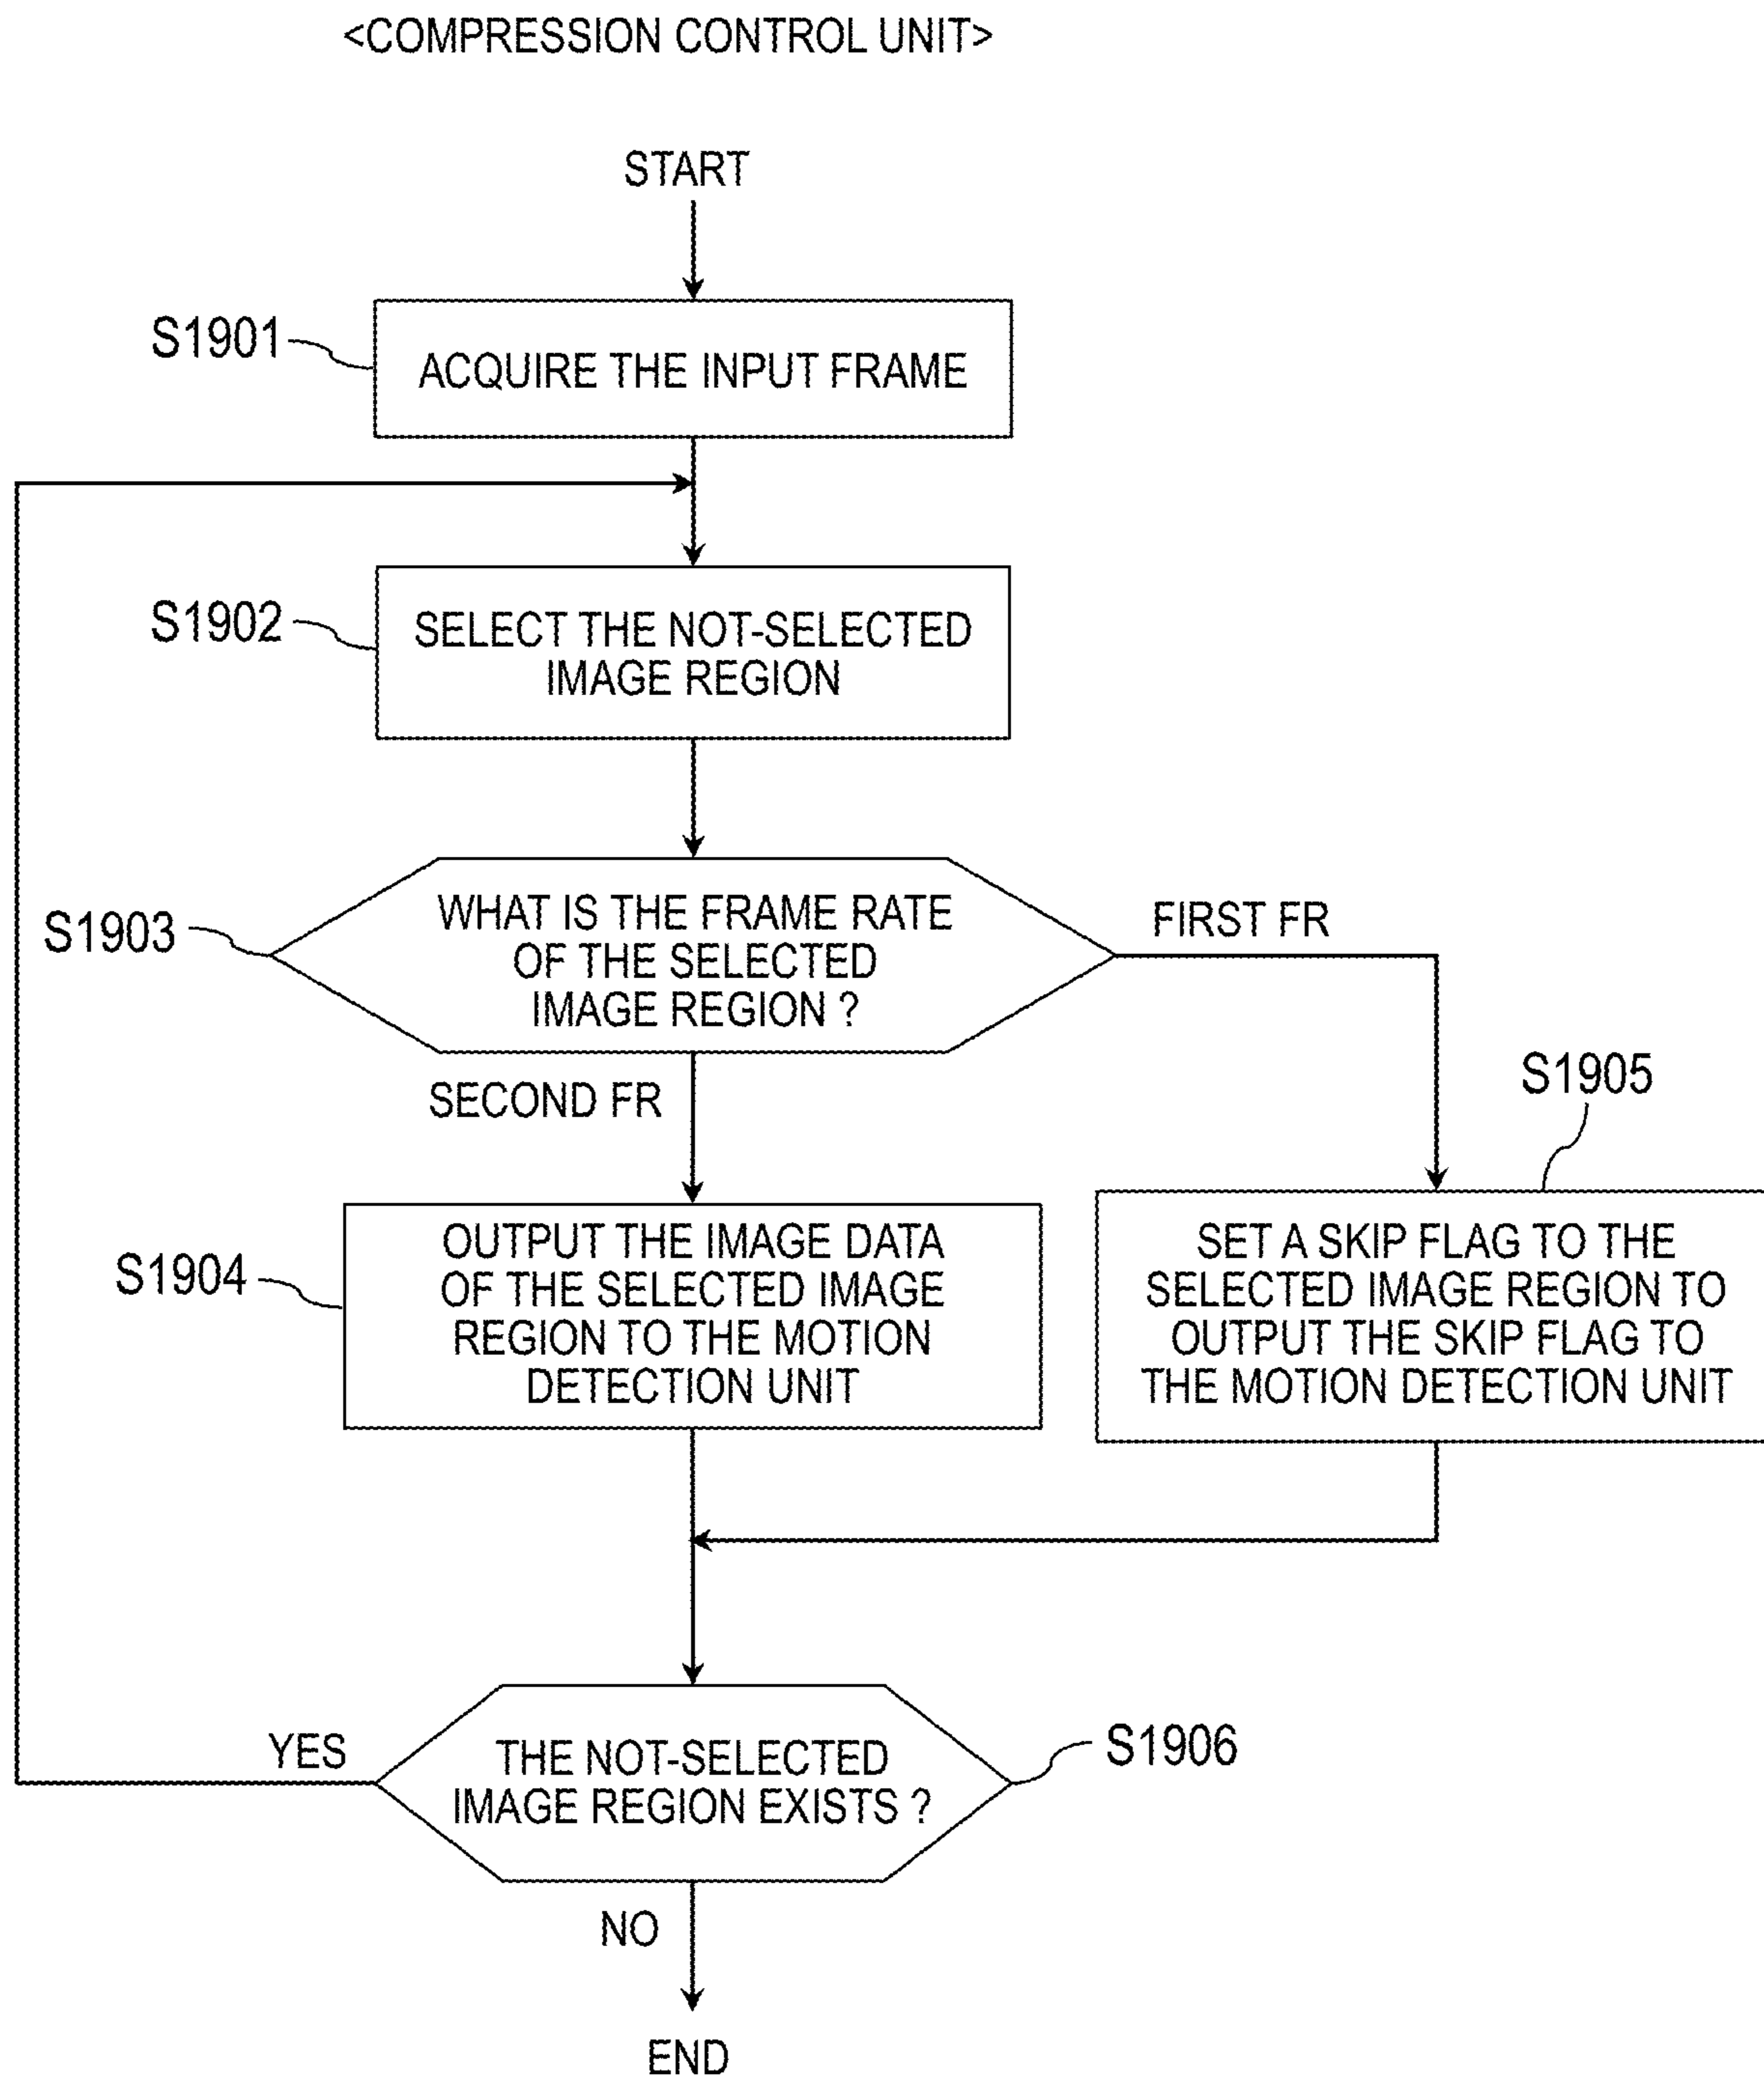 <COMPRESSION CONTROL UNIT>
START
S1901
ACQUIRE THE INPUT FRAME
S1902
SELECT THE NOT-SELECTED
IMAGE REGION
S1903
WHAT IS THE FRAME RATE
OF THE SELECTED
IMAGE REGION ?
FIRST FR
SECOND FR
S1904
OUTPUT THE IMAGE DATA
OF THE SELECTED IMAGE
REGION TO THE MOTION
DETECTION UNIT
S1905
SET A SKIP FLAG TO THE
SELECTED IMAGE REGION TO
OUTPUT THE SKIP FLAG TO
THE MOTION DETECTION UNIT
YES
THE NOT-SELECTED
IMAGE REGION EXISTS ?
S1906
NO
END